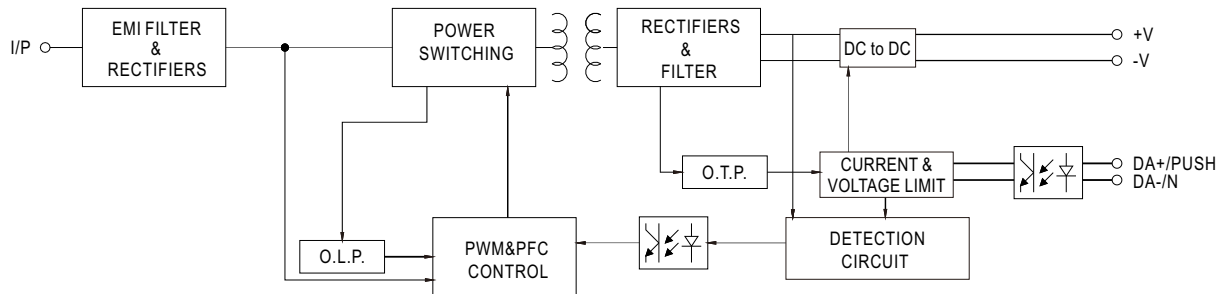 I/P
EMI FILTER
&
RECTIFIERS
POWER
SWITCHING
RECTIFIERS
&
FILTER
DC to DC
+V
-V
O.T.P.
CURRENT &
VOLTAGE LIMIT
DA+/PUSH
DA-/N
O.L.P.
PWM&PFC
CONTROL
DETECTION
CIRCUIT